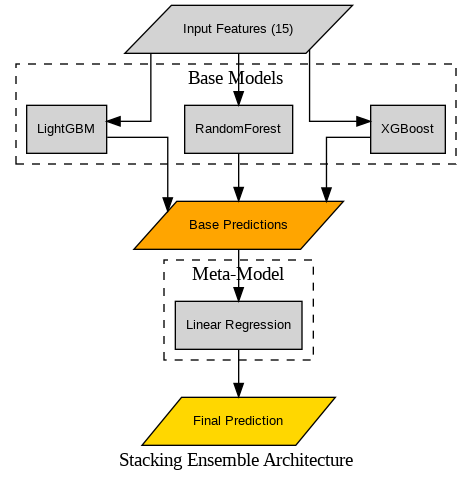 Input Features (15)
Base Models
LightGBM
RandomForest
XGBoost
Base Predictions
Meta-Model
Linear Regression
Final Prediction
Stacking Ensemble Architecture